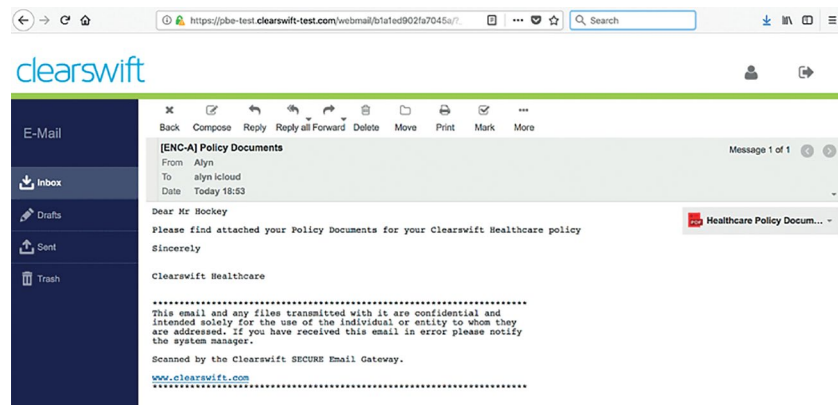 https://pbe-test.clearswift-test.com/webmail/b1a1ed902fa7045a/?_
Search
clearswift
E-Mail
Inbox
Drafts
Sent
Trash
Back Compose Reply Reply all Forward Delete Move Print Mark More
[ENC-A] Policy Documents
Message 1 of 1
From Alyn
To alyn icloud
Date Today 18:53
Dear Mr Hockey
Please find attached your Policy Documents for your Clearswift Healthcare policy
Sincerely
Clearswift Healthcare
PDF Healthcare Policy Docum...
**********************************************************************
This email and any files transmitted with it are confidential and
intended solely for the use of the individual or entity to whom they
are addressed. If you have received this email in error please notify
the system manager.
Scanned by the Clearswift SECURE Email Gateway.
www.clearswift.com
**********************************************************************